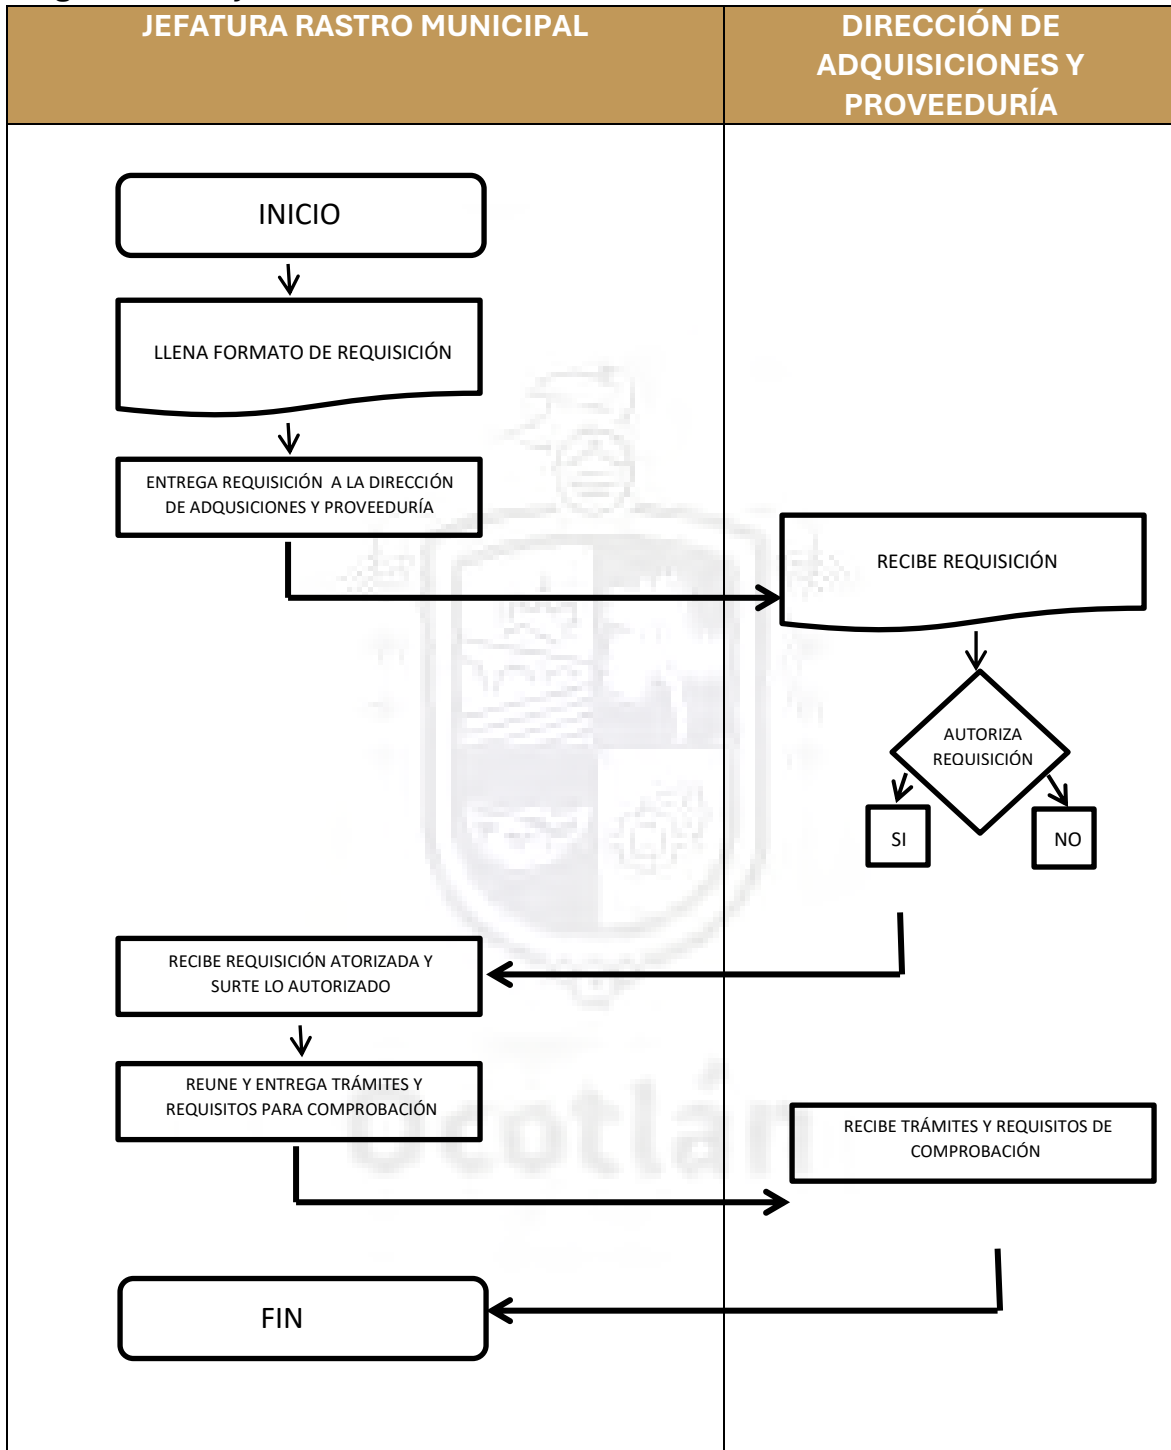 JEFATURA RASTRO MUNICIPAL
DIRECCIÓN DE
ADQUISICIONES Y
PROVEEDURÍA
INICIO
LLENA FORMATO DE REQUISICIÓN
ENTREGA REQUISICIÓN A LA DIRECCIÓN
DE ADQUSICIONES Y PROVEEDURÍA
RECIBE REQUISICIÓN
AUTORIZA
REQUISICIÓN
SI
NO
RECIBE REQUISICIÓN ATORIZADA Y
SURTE LO AUTORIZADO
REUNE Y ENTREGA TRÁMITES Y
REQUISITOS PARA COMPROBACIÓN
RECIBE TRÁMITES Y REQUISITOS DE
COMPROBACIÓN
Ocotlán
FIN